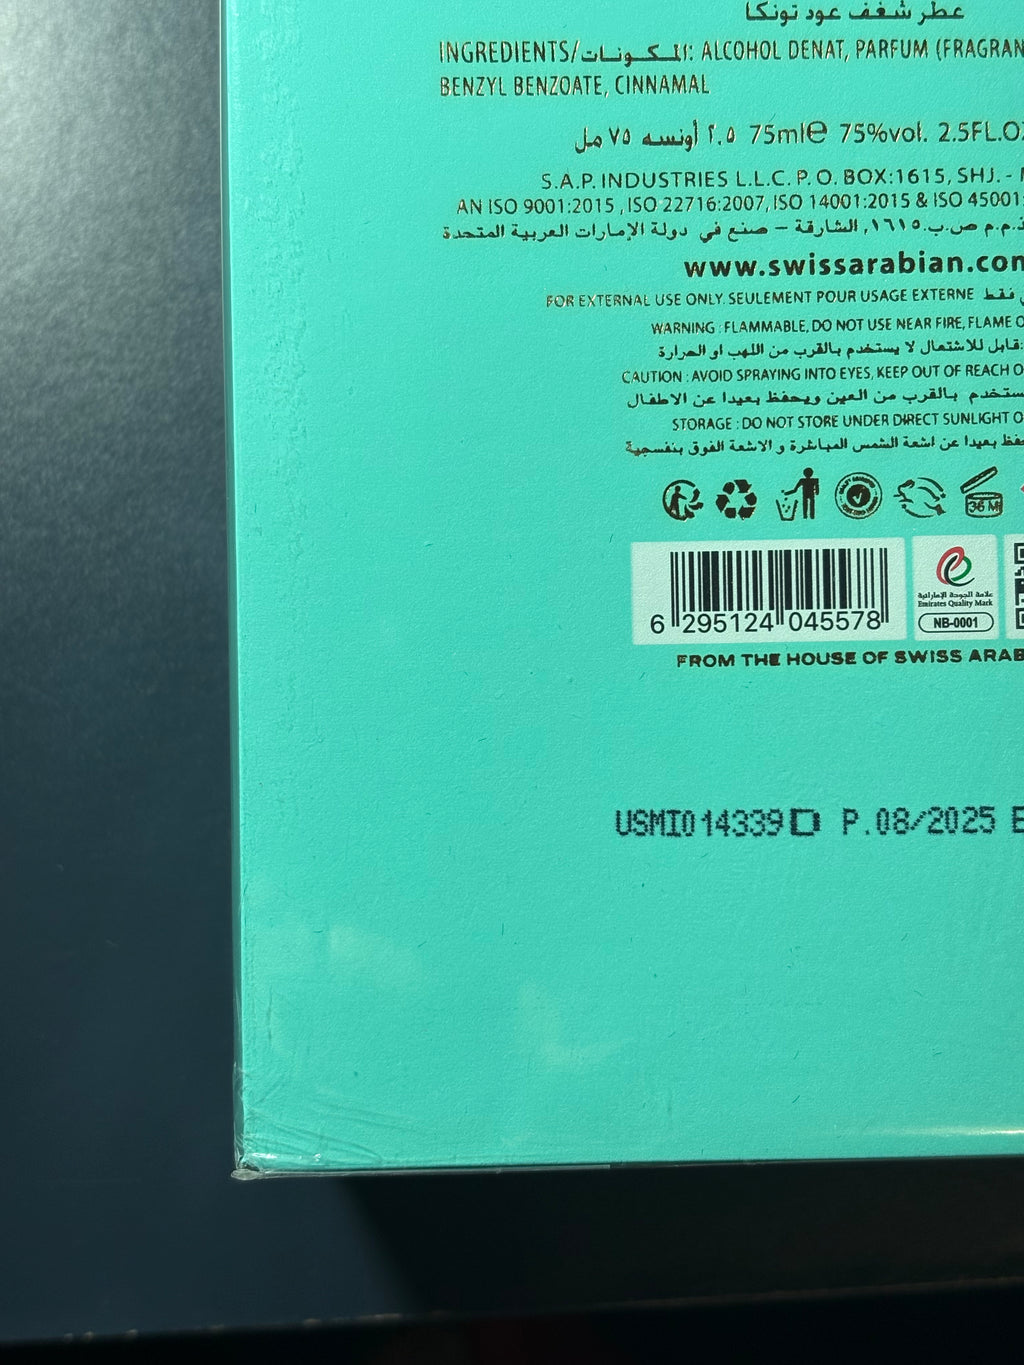 عطر شغف عود تونكا
INGREDIENTS/المكونات: ALCOHOL DENAT, PARFUM (FRAGRAN
BENZYL BENZOATE, CINNAMAL
75ml℮ 75%vol. 2.5FL.OZ ٢.٥ أونسه ٧٥ مل
S.A.P. INDUSTRIES L.L.C. P. O. BOX:1615, SHJ. -
AN ISO 9001:2015 , ISO 22716:2007, ISO 14001:2015 & ISO 45001:
ذ.م.م ص.ب.١٦١٥, الشارقة – صنع في دولة الإمارات العربية المتحدة
www.swissarabian.com
FOR EXTERNAL USE ONLY. SEULEMENT POUR USAGE EXTERNE فقط
WARNING : FLAMMABLE, DO NOT USE NEAR FIRE, FLAME O
:قابل للاشتعال لا يستخدم بالقرب من اللهب او الحرارة
CAUTION : AVOID SPRAYING INTO EYES, KEEP OUT OF REACH O
ستخدم بالقرب من العين ويحفظ بعيدا عن الاطفال
STORAGE : DO NOT STORE UNDER DIRECT SUNLIGHT O
حفظ بعيدا عن اشعة الشمس المباشرة و الاشعة الفوق بنفسجية
36 M
علامة الجودة الإماراتية
Emirates Quality Mark
NB-0001
6 295124 045578
FROM THE HOUSE OF SWISS ARAB
USMI014339D P.08/2025 E